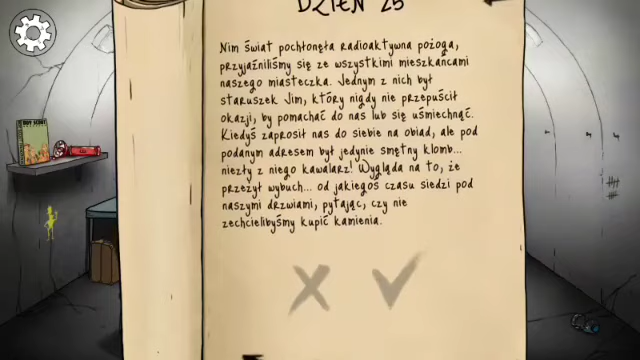 DZIEŃ 25
Nim świat pochłonęła radioaktywna pożoga,
przyjaźniliśmy się ze wszystkimi mieszkańcami
naszego miasteczka. Jednym z nich był
staruszek Jim, który nigdy nie przepuścił
okazji, by pomachać do nas lub się uśmiechnąć.
Kiedyś zaprosił nas do siebie na obiad, ale pod
podanym adresem był jedynie smętny klomb...
niezły z niego kawalarz! Wygląda na to, że
przeżył wybuch... od jakiegoś czasu siedzi pod
naszymi drzwiami, pytając, czy nie
zechcielibyśmy kupić kamienia.